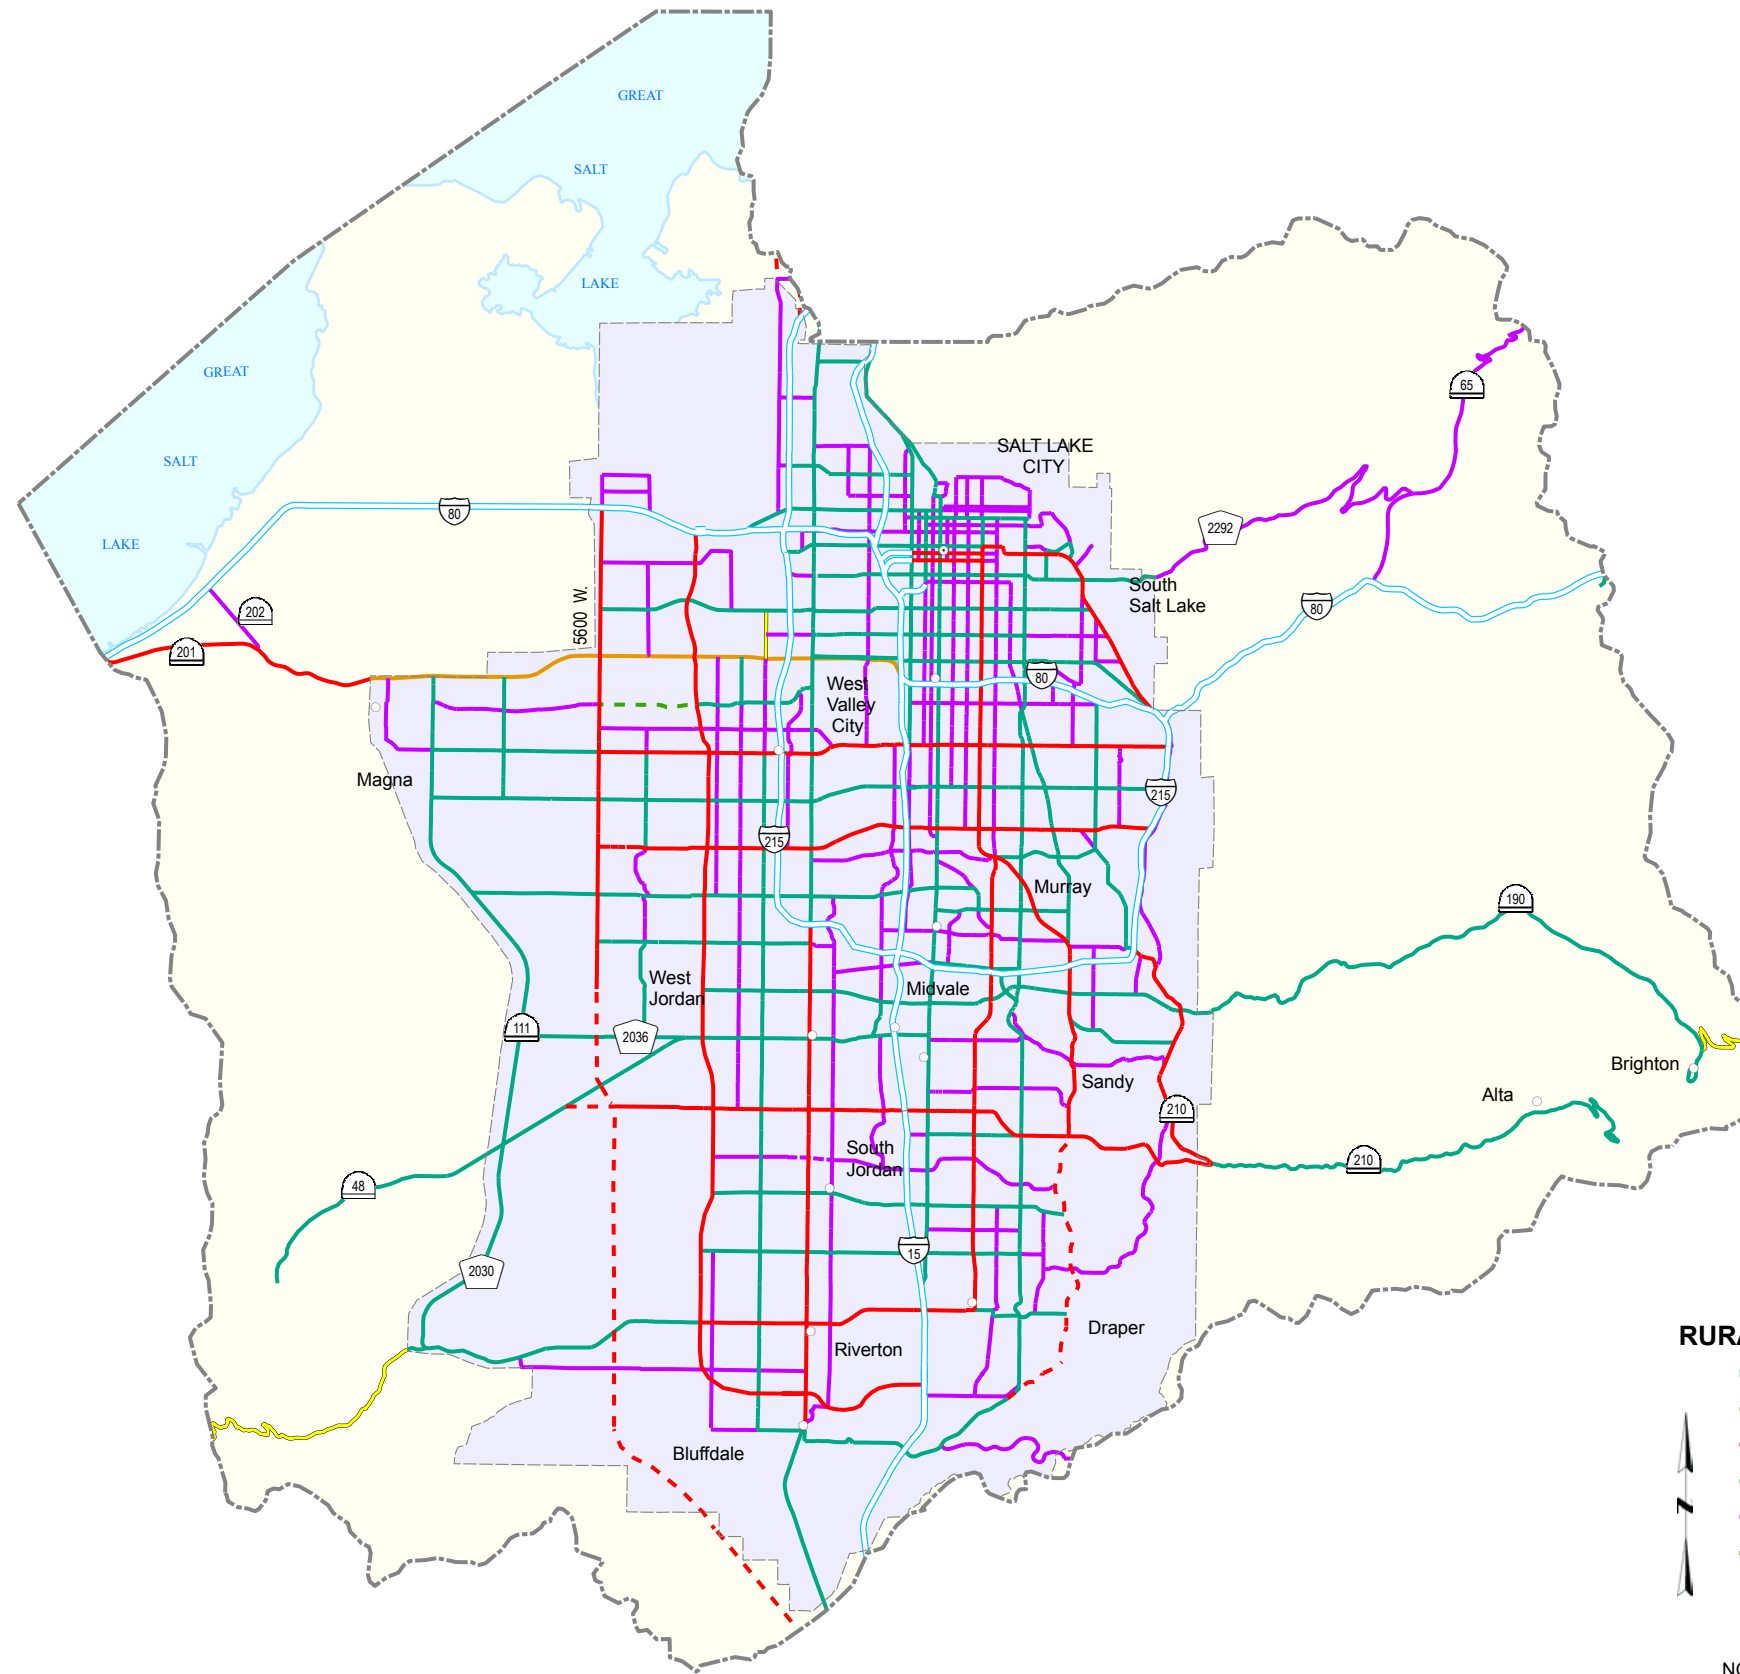 GREAT
SALT
LAKE
GREAT
SALT
LAKE
65
SALT LAKE
CITY
80
2292
202
201
5600 W.
South
Salt Lake
80
80
West
Valley
City
Magna
215
215
Murray
190
West
Jordan
Midvale
111
2036
Brighton
Sandy
Alta
210
South
Jordan
210
48
15
2030
Draper
RURA
Riverton
Bluffdale
N
NO